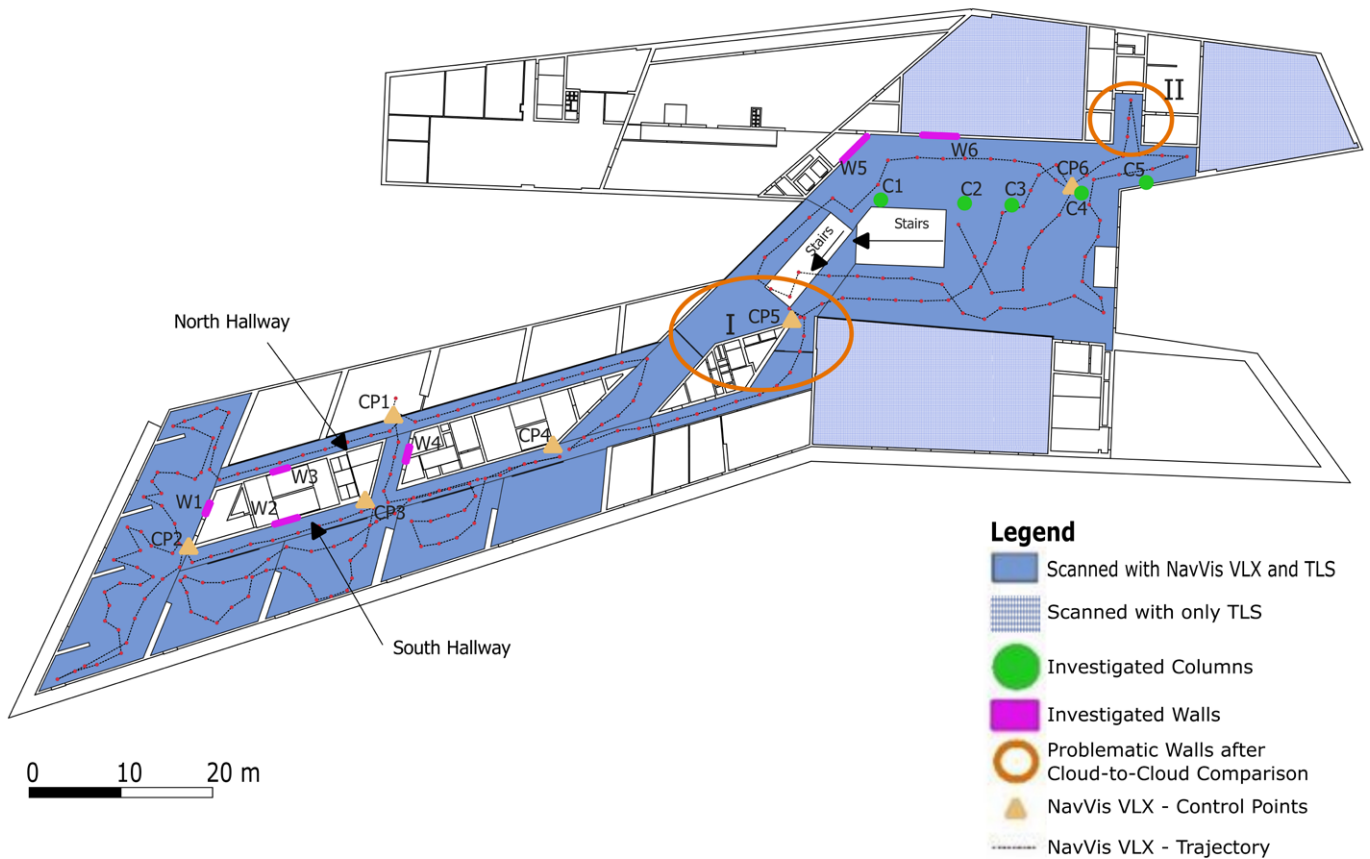 II
W5
W6
C1
C2
C3
CP6
C4
C5
Stairs
Stairs
I
CP5
North Hallway
CP1
W4
CP4
W3
W1
W2
CP3
CP2
South Hallway
0 10 20 m
Legend
Scanned with NavVis VLX and TLS
Scanned with only TLS
Investigated Columns
Investigated Walls
Problematic Walls after
Cloud-to-Cloud Comparison
NavVis VLX - Control Points
NavVis VLX - Trajectory